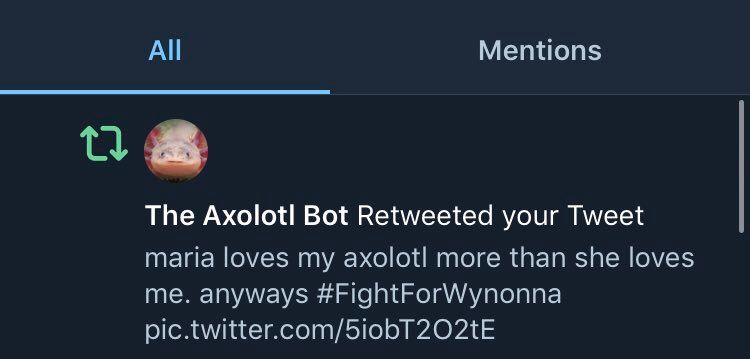 All
Mentions
The Axolotl Bot Retweeted your Tweet
maria loves my axolotl more than she loves
me. anyways #FightForWynonna
pic.twitter.com/5iobT2O2tE